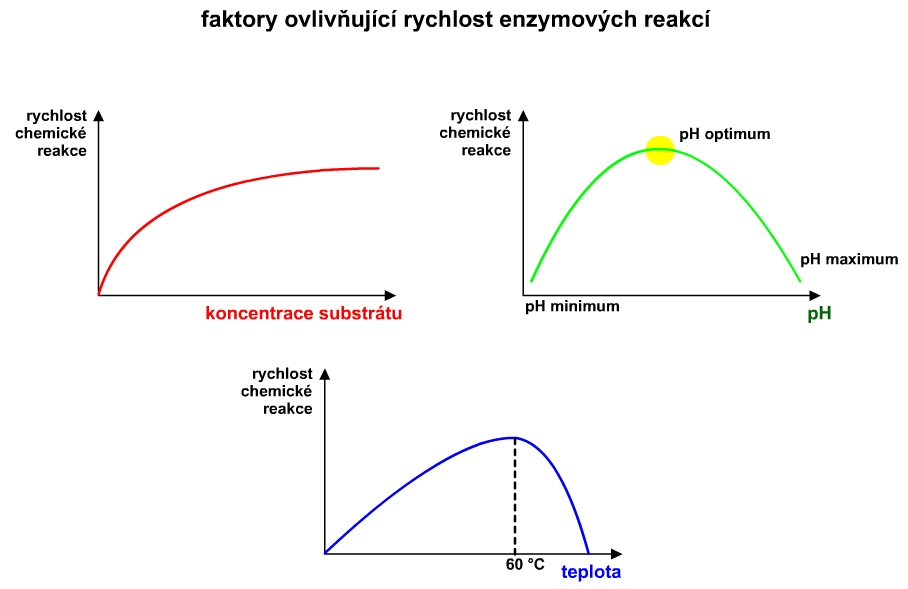 faktory ovlivňující rychlost enzymových reakcí
rychlost
chemické
reakce
koncentrace substrátu
rychlost
chemické
reakce
pH optimum
pH maximum
pH minimum
pH
rychlost
chemické
reakce
60 °C
teplota